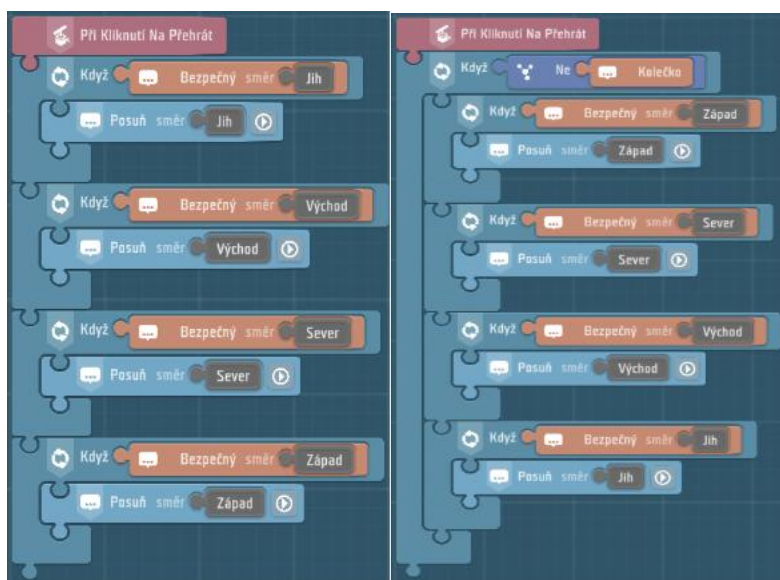 Při Kliknutí Na Přehrát
Když Bezpečný směr Jih
Posuň směr Jih
Když Bezpečný směr Východ
Posuň směr Východ
Když Bezpečný směr Sever
Posuň směr Sever
Když Bezpečný směr Západ
Posuň směr Západ
Při Kliknutí Na Přehrát
Když Ne Kolečko
Když Bezpečný směr Západ
Posuň směr Západ
Když Bezpečný směr Sever
Posuň směr Sever
Když Bezpečný směr Východ
Posuň směr Východ
Když Bezpečný směr Jih
Posuň směr Jih